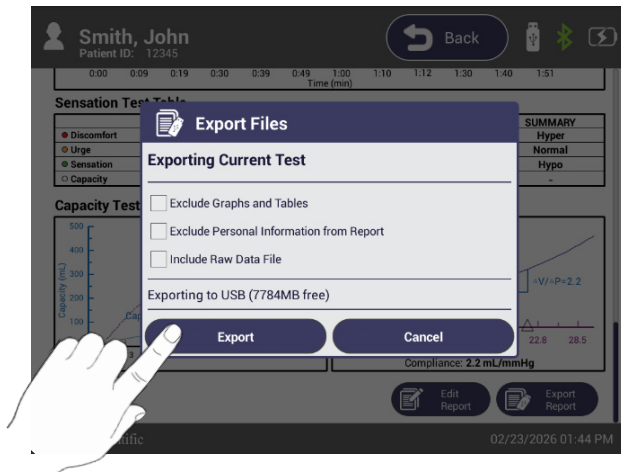 Smith, John
Patient ID: 12345
Back
0:00 0:09 0:19 0:30 0:39 0:49 1:00 1:10 1:12 1:30 1:40 1:51
Time (min)
Sensation Test Table
SUMMARY
Discomfort Hyper
Urge Normal
Sensation Hypo
Capacity -
Export Files
Exporting Current Test
Exclude Graphs and Tables
Exclude Personal Information from Report
Include Raw Data File
Exporting to USB (7784MB free)
Export Cancel
Capacity Test
Capacity (mL)
500
400
300
200
100
Cap
ΔV/ΔP=2.2
22.8 28.5
Compliance: 2.2 mL/mmHg
Edit Report
Export Report
02/23/2026 01:44 PM